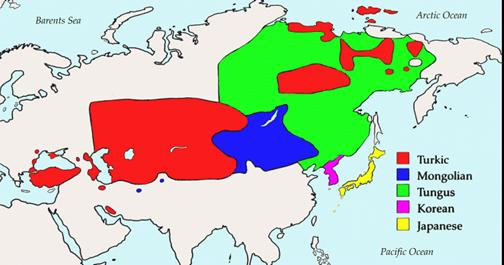 Barents Sea
Arctic Ocean
Turkic
Mongolian
Tungus
Korean
Japanese
Pacific Ocean